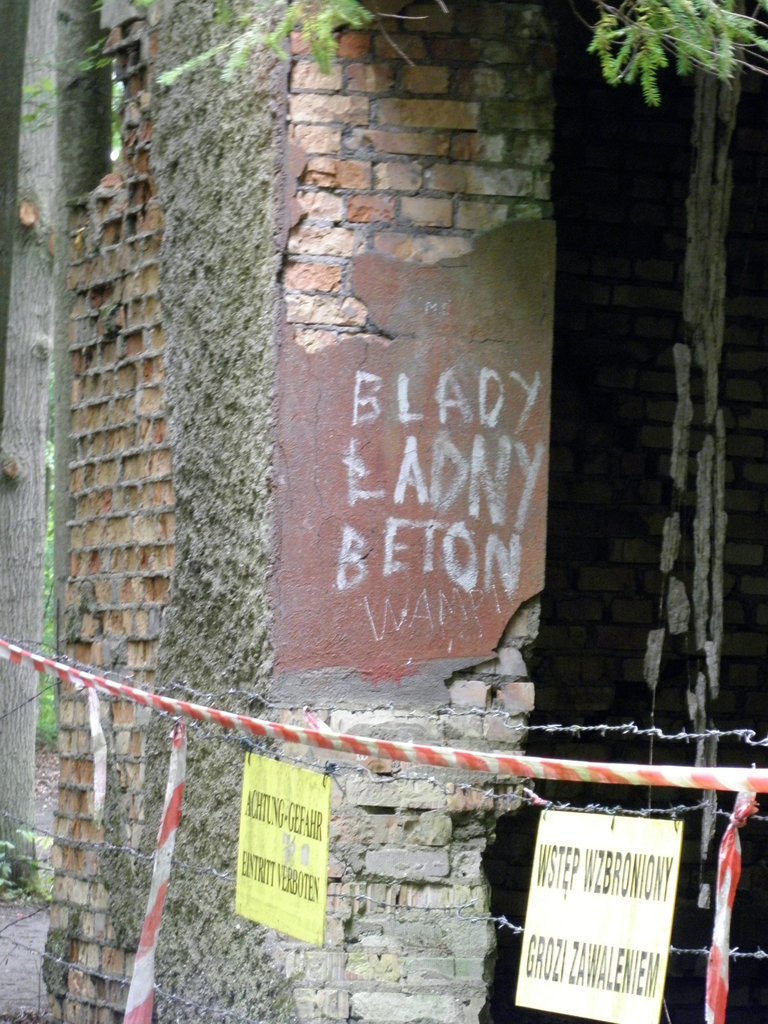 BLADY
ŁADNY
BETON
ACHTUNG-GEFAHR
EINTRITT VERBOTEN
WSTĘP WZBRONIONY
GROZI ZAWALENIEM